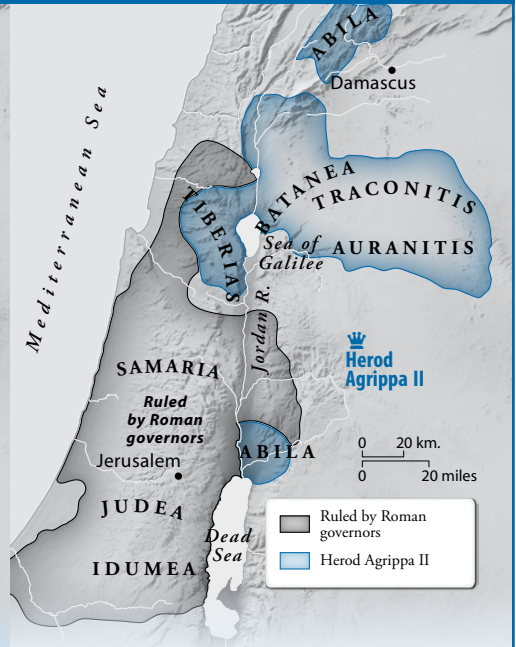 ABILA
Damascus
Mediterranean Sea
BATANEA
TRACONITIS
TIBERIAS
Sea of
Galilee
AURANITIS
Jordan R.
Herod
Agrippa II
SAMARIA
Ruled
by Roman
governors
ABILA
0 20 km.
0 20 miles
Jerusalem
JUDEA
Dead
Sea
IDUMEA
Ruled by Roman
governors
Herod Agrippa II